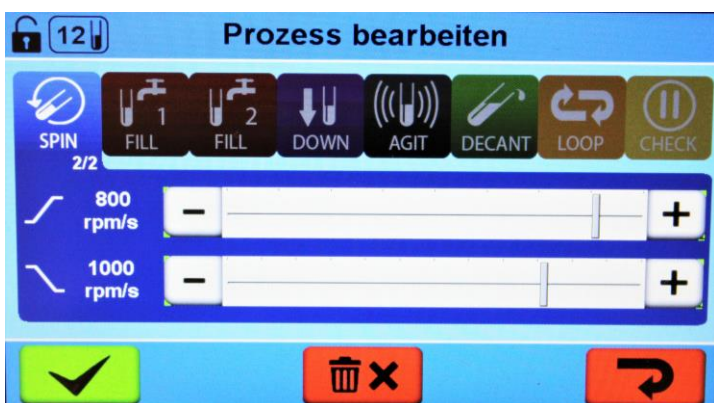 12
Prozess bearbeiten
SPIN
2/2
1
FILL
2
FILL
DOWN
AGIT
DECANT
LOOP
CHECK
800
rpm/s
1000
rpm/s